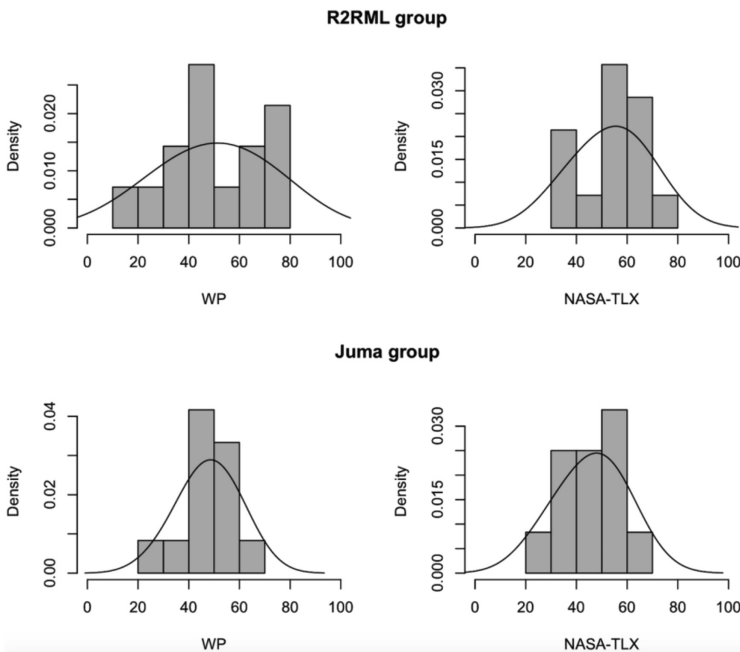 R2RML group
Density
0.000 0.010 0.020
0 20 40 60 80 100
WP
Density
0.000 0.015 0.030
0 20 40 60 80 100
NASA-TLX
Juma group
Density
0.00 0.02 0.04
0 20 40 60 80 100
WP
Density
0.000 0.015 0.030
0 20 40 60 80 100
NASA-TLX